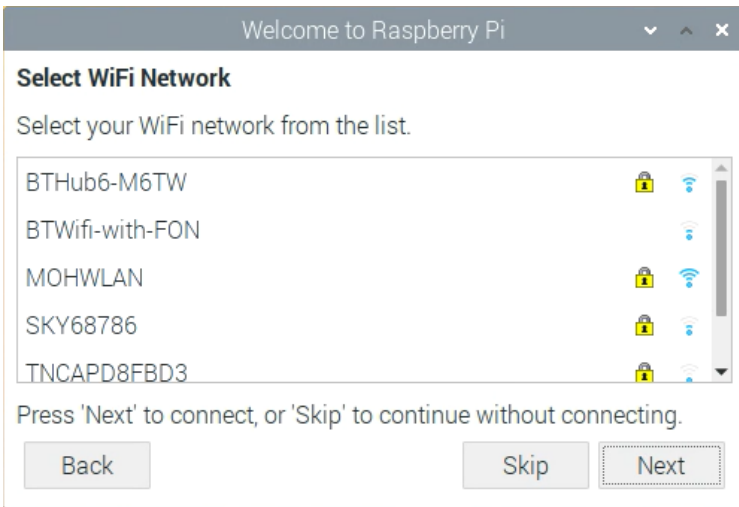 Welcome to Raspberry Pi
Select WiFi Network
Select your WiFi network from the list.
BTHub6-M6TW
BTWifi-with-FON
MOHWLAN
SKY68786
TNCAPD8FBD3
Press 'Next' to connect, or 'Skip' to continue without connecting.
Back Skip Next